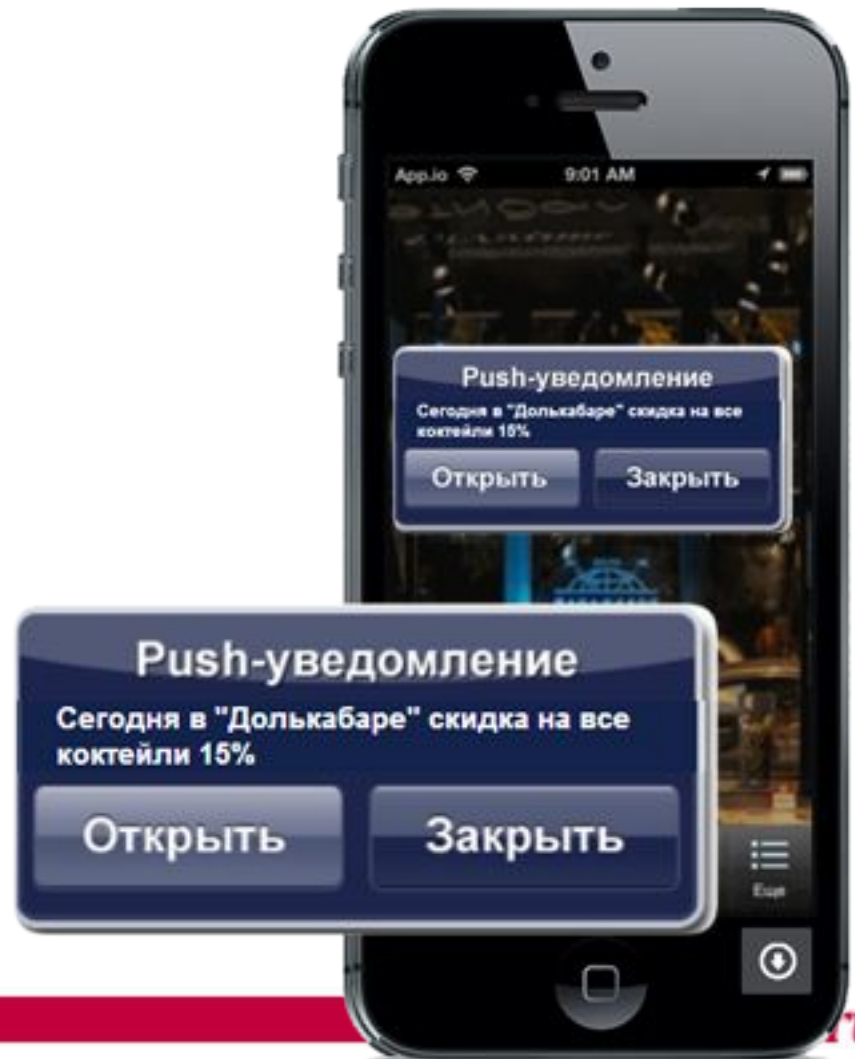 App.io 9:01 AM
Push-уведомление
Сегодня в "Долькабаре" скидка на все
коктейли 15%
Открыть Закрыть
Push-уведомление
Сегодня в "Долькабаре" скидка на все
коктейли 15%
Открыть Закрыть
Еще